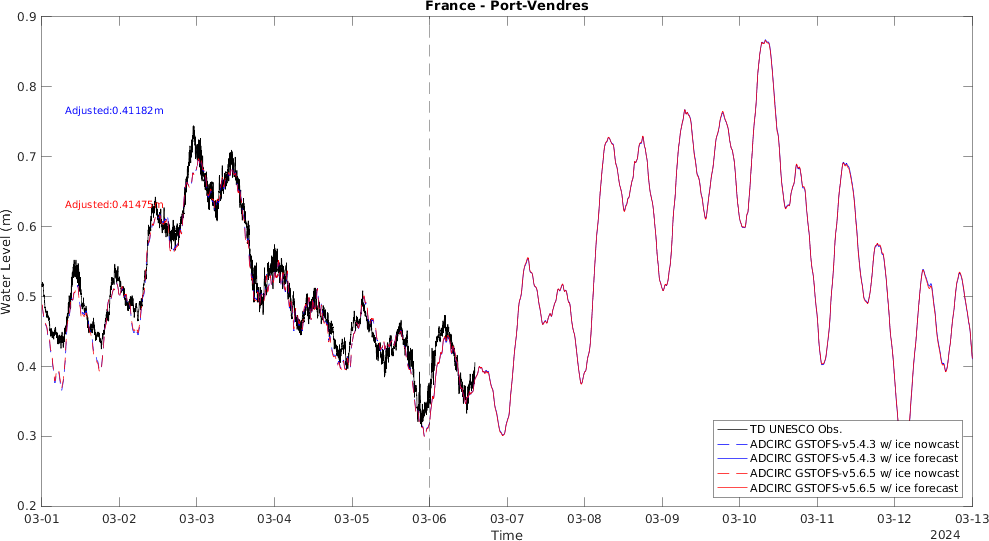 France - Port-Vendres
0.9
0.8
0.7
0.6
0.5
0.4
0.3
0.2
Water Level (m)
Adjusted:0.41182m
Adjusted:0.41475m
TD UNESCO Obs.
ADCIRC GSTOFS-v5.4.3 w/ ice nowcast
ADCIRC GSTOFS-v5.4.3 w/ ice forecast
ADCIRC GSTOFS-v5.6.5 w/ ice nowcast
ADCIRC GSTOFS-v5.6.5 w/ ice forecast
03-01 03-02 03-03 03-04 03-05 03-06 03-07 03-08 03-09 03-10 03-11 03-12 03-13
Time
2024